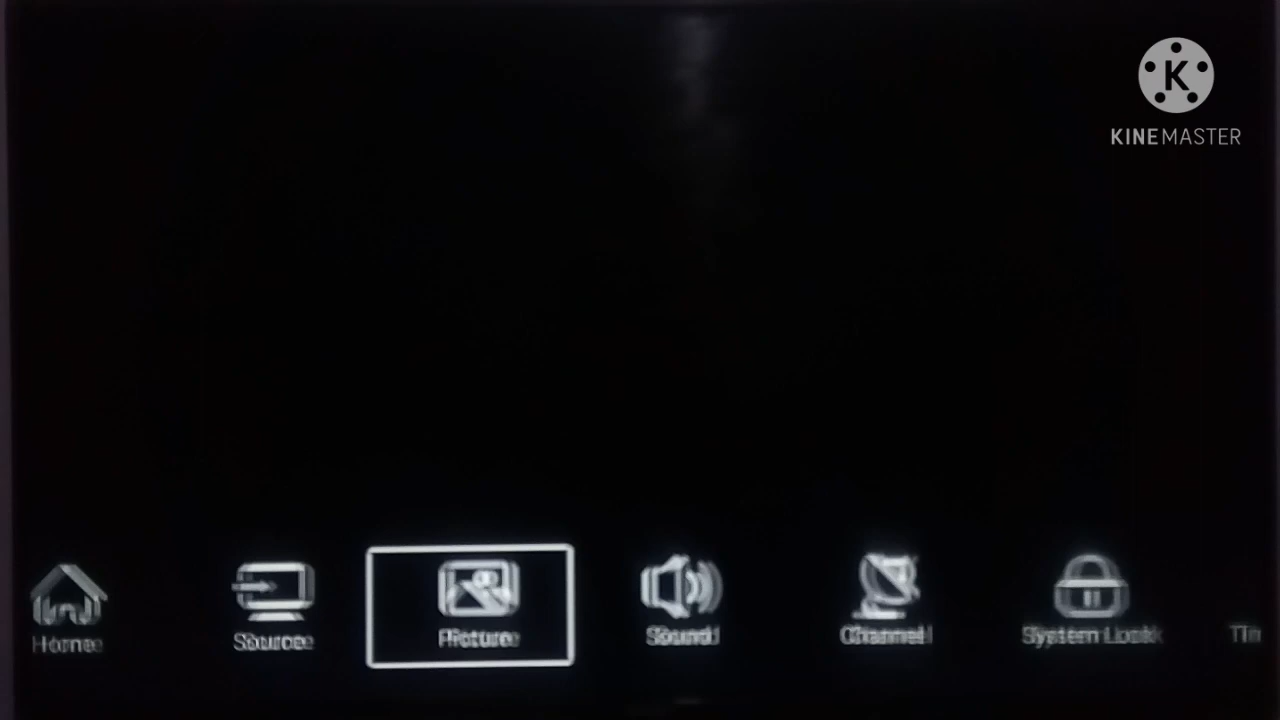 K
KINEMASTER
Home
Source
Picture
Sound
Channel
System Lock